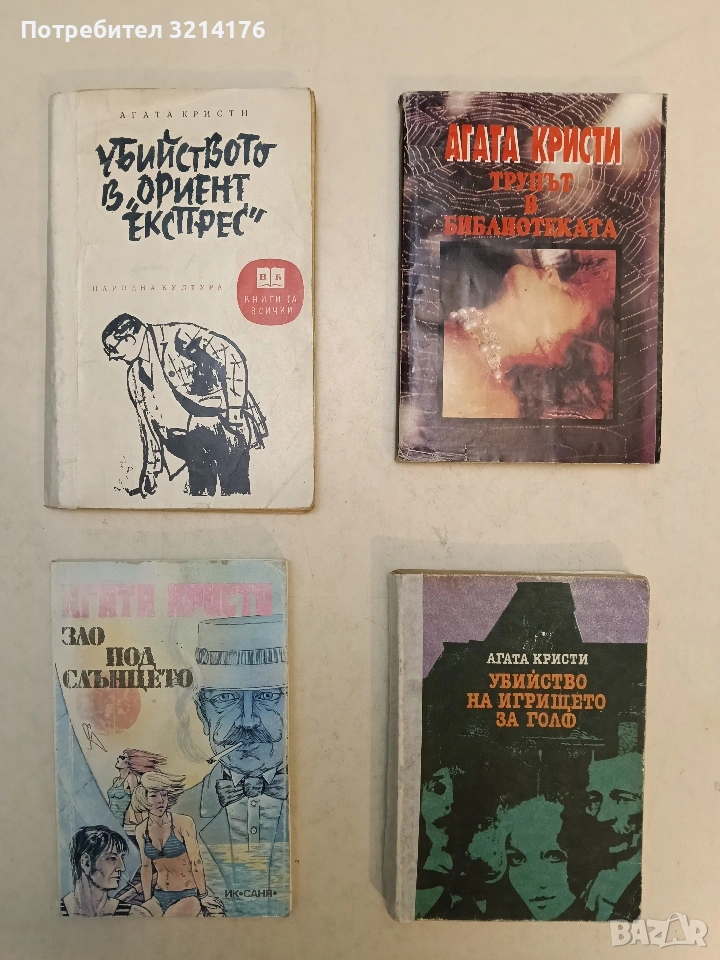 Потребител 3214176
АГАТА КРИСТИ
УБИЙСТВОТО
В „ОРИЕНТ
ЕКСПРЕС"
НАРОДНА КУЛТУРА
НК
КНИГИ ЗА
ВСИЧКИ
АГАТА КРИСТИ
ТРУПЪТ
В
БИБЛИОТЕКАТА
АГАТА КРИСТИ
ЗЛО
ПОД
СЛЪНЦЕТО
ИК•САНЯ•
АГАТА КРИСТИ
УБИЙСТВО
НА ИГРИЩЕТО
ЗА ГОЛФ
BAZAR